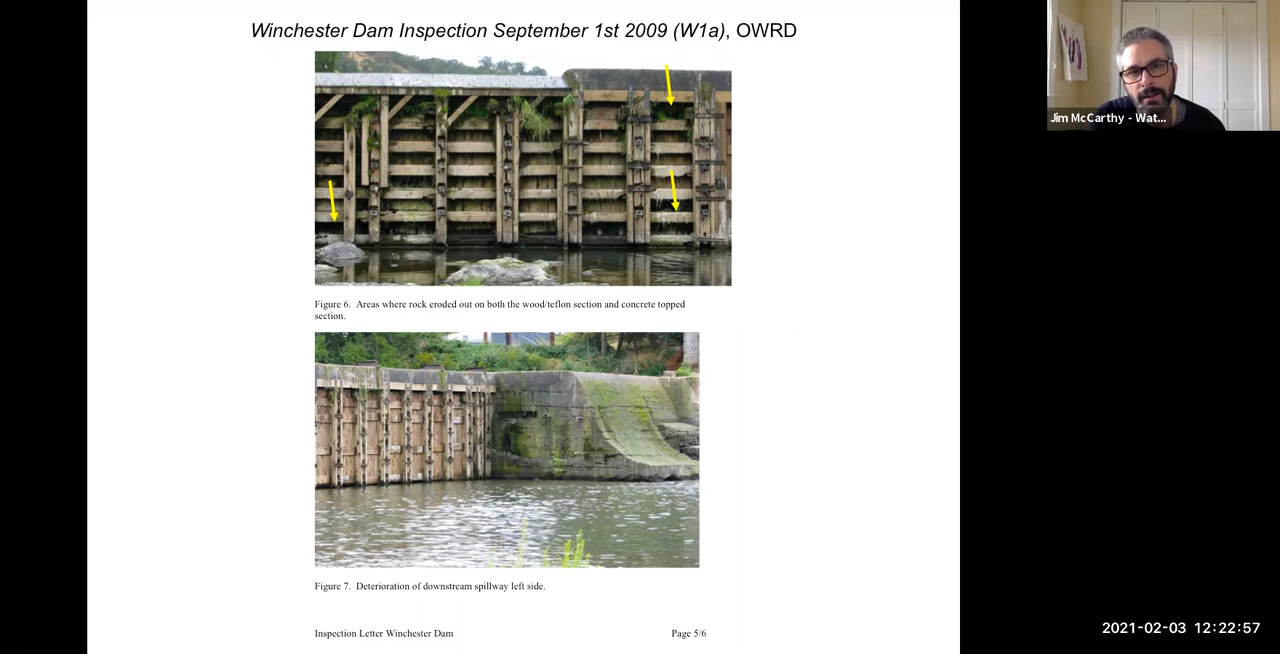 Winchester Dam Inspection September 1st 2009 (W1a), OWRD
Jim McCarthy - Wat...
Figure 6. Areas where rock eroded out on both the wood/teflon section and concrete topped
section.
Figure 7. Deterioration of downstream spillway left side.
Inspection Letter Winchester Dam
Page 5/6
2021-02-03 12:22:57